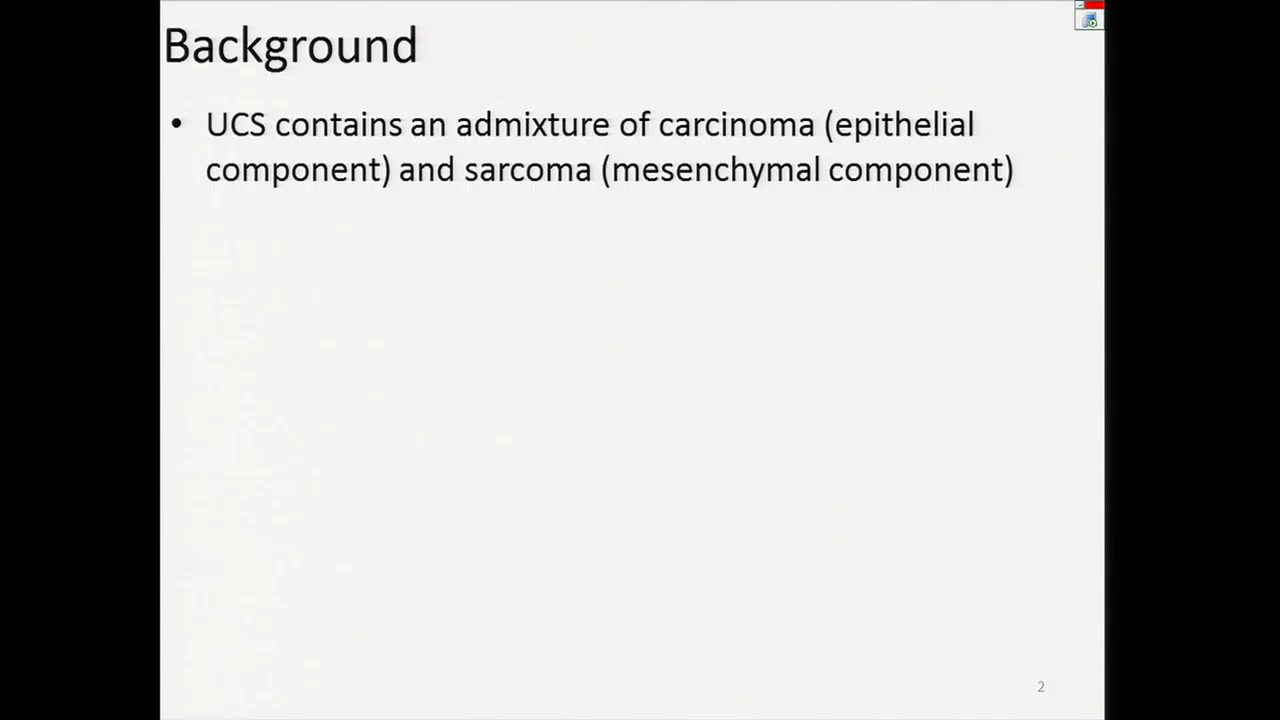 Background
• UCS contains an admixture of carcinoma (epithelial
component) and sarcoma (mesenchymal component)
2